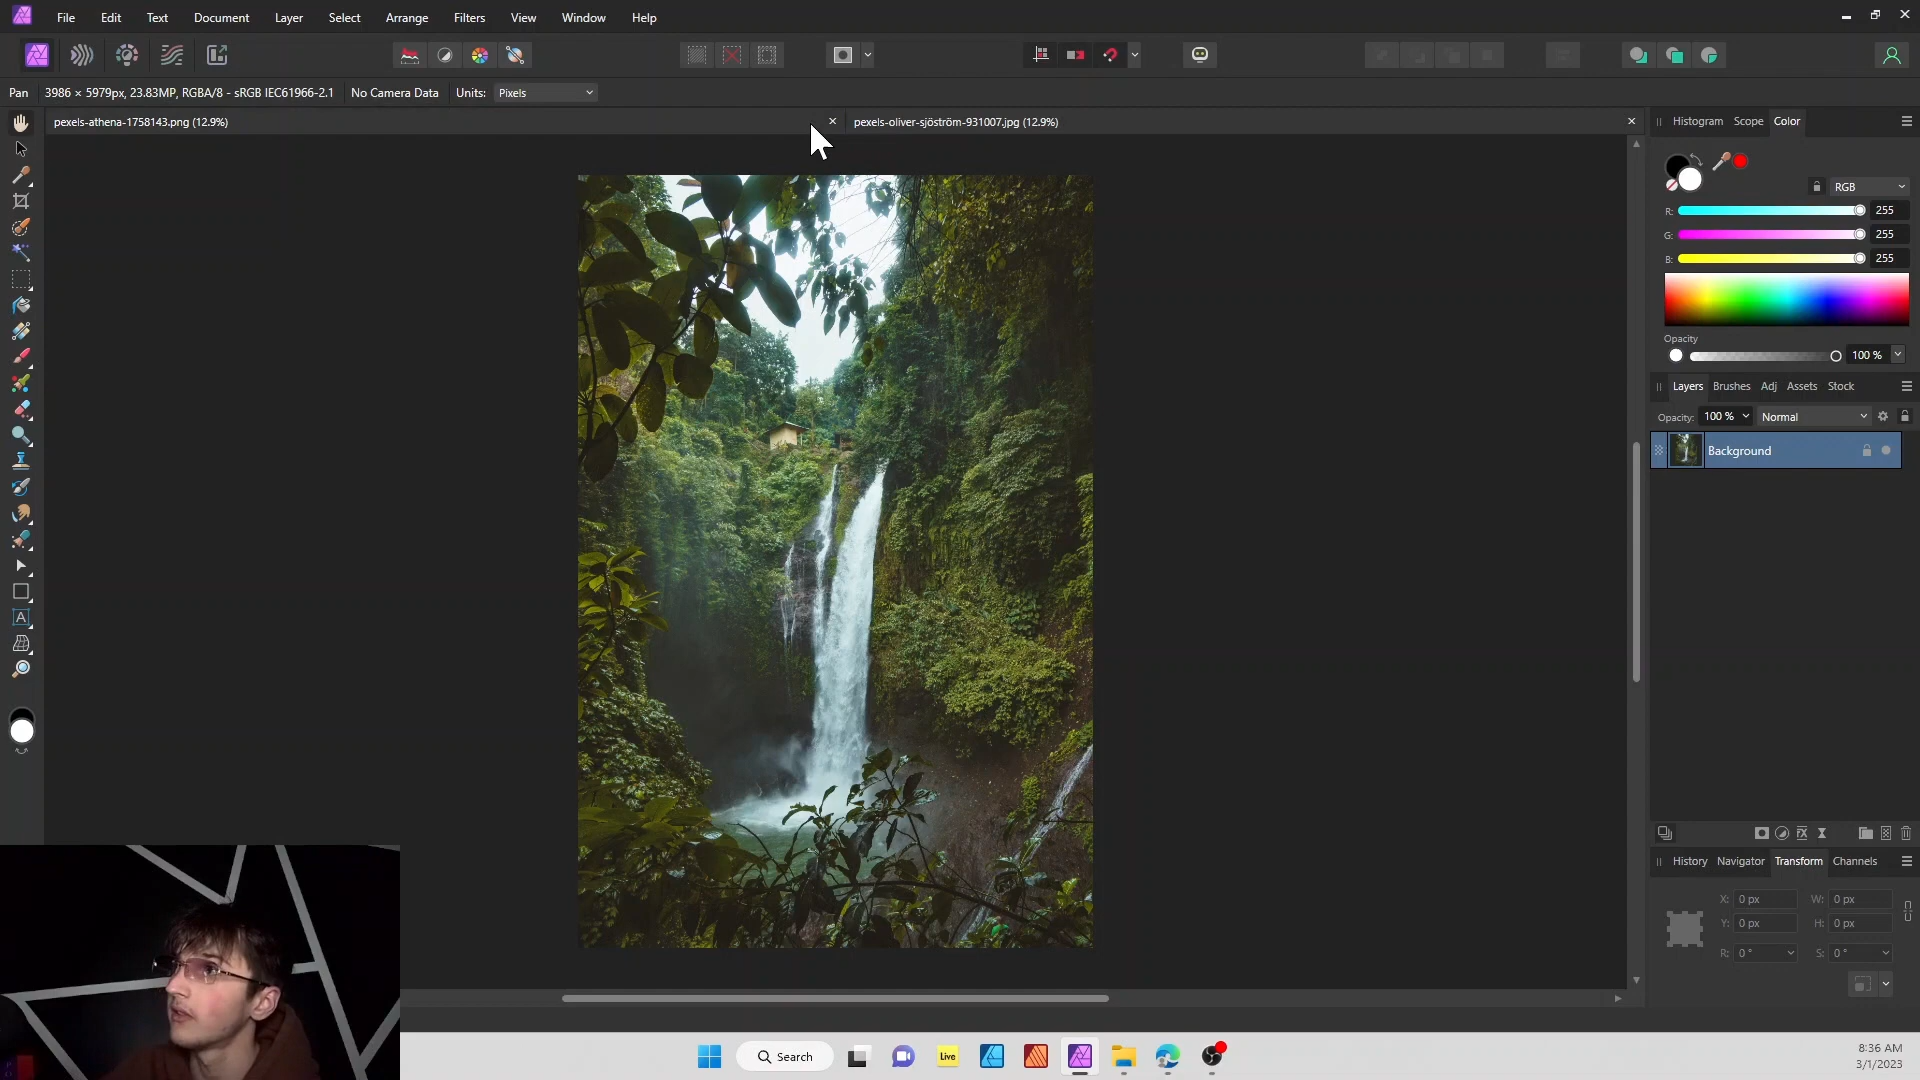 File Edit Text Document Layer Select Arrange Filters View Window Help
Pan 3986 × 5979px, 23.83MP, RGBA/8 - sRGB IEC61966-2.1 No Camera Data Units: Pixels
pexels-athena-1758143.png (12.9%)
pexels-oliver-sjöström-931007.jpg (12.9%)
Histogram Scope Color
RGB
R: 255
G: 255
B: 255
Opacity
100 %
Layers Brushes Adj Assets Stock
Opacity: 100 % Normal
Background
History Navigator Transform Channels
X: 0 px W: 0 px
Y: 0 px H: 0 px
R: 0 ° S: 0 °
Search
Live
8:36 AM
3/1/2023